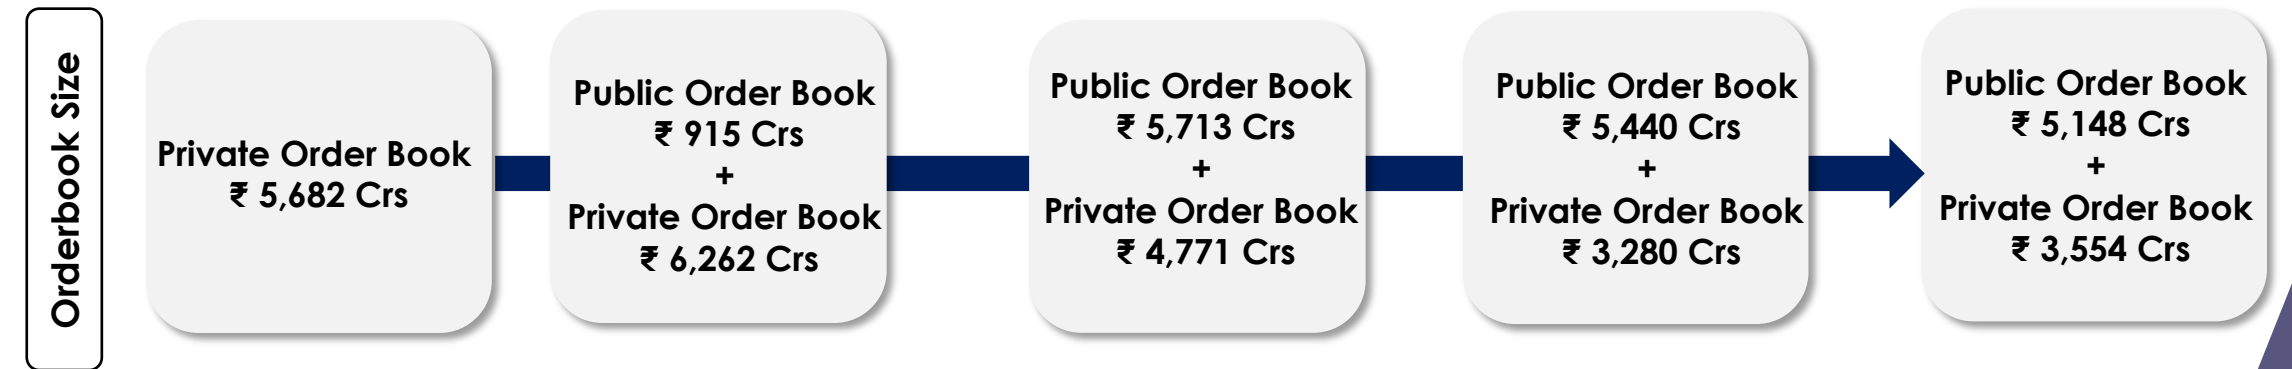 Orderbook Size
Private Order Book
₹ 5,682 Crs
Public Order Book
₹ 915 Crs
+
Private Order Book
₹ 6,262 Crs
Public Order Book
₹ 5,713 Crs
+
Private Order Book
₹ 4,771 Crs
Public Order Book
₹ 5,440 Crs
+
Private Order Book
₹ 3,280 Crs
Public Order Book
₹ 5,148 Crs
+
Private Order Book
₹ 3,554 Crs